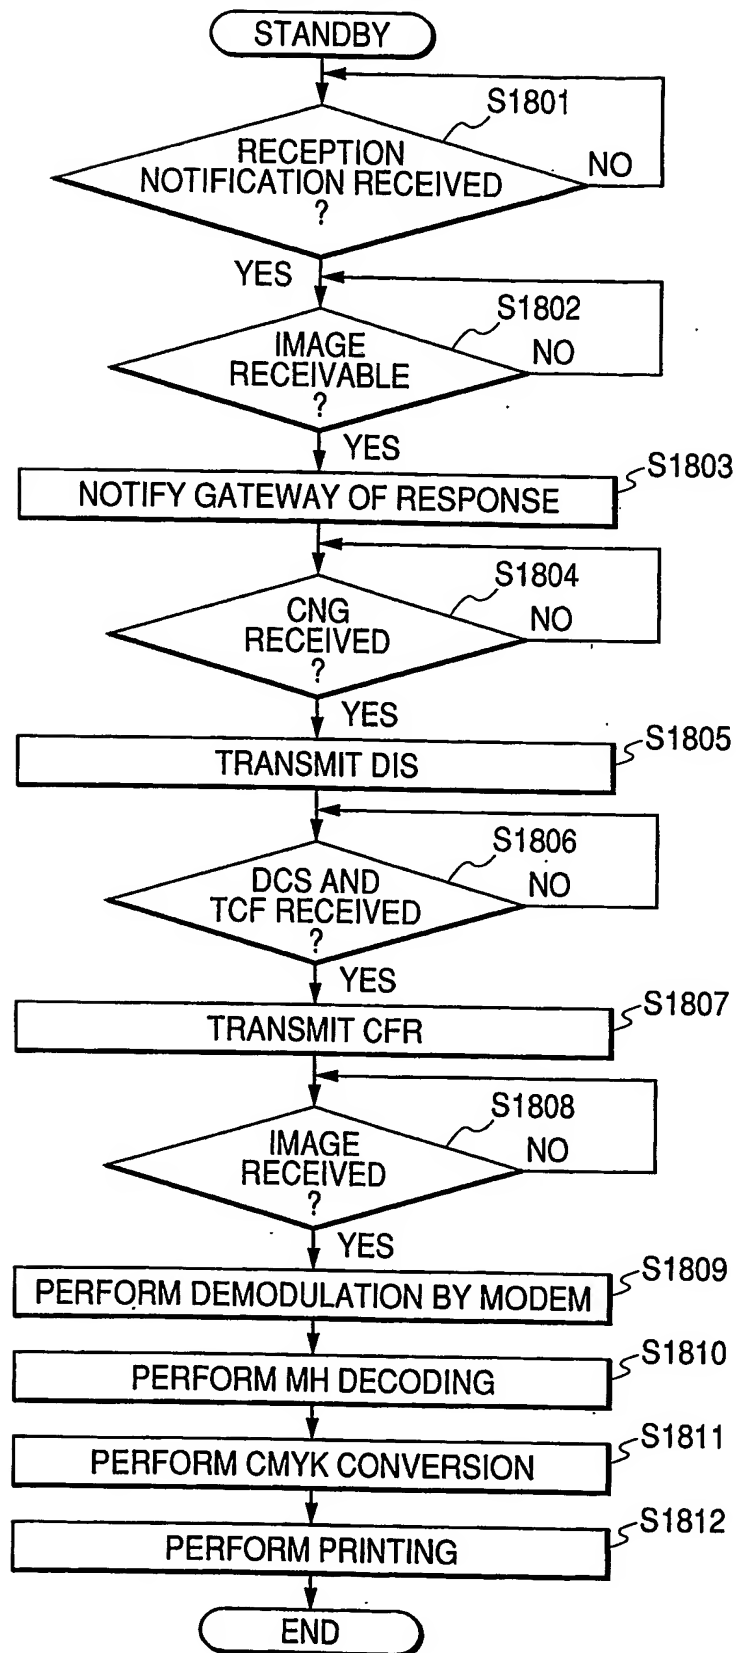 STANDBY
S1801
RECEPTION
NOTIFICATION RECEIVED
?
NO
YES
S1802
IMAGE
RECEIVABLE
?
NO
YES
S1803
NOTIFY GATEWAY OF RESPONSE
S1804
CNG
RECEIVED
?
NO
YES
S1805
TRANSMIT DIS
S1806
DCS AND
TCF RECEIVED
?
NO
YES
S1807
TRANSMIT CFR
S1808
IMAGE
RECEIVED
?
NO
YES
S1809
PERFORM DEMODULATION BY MODEM
S1810
PERFORM MH DECODING
S1811
PERFORM CMYK CONVERSION
S1812
PERFORM PRINTING
END